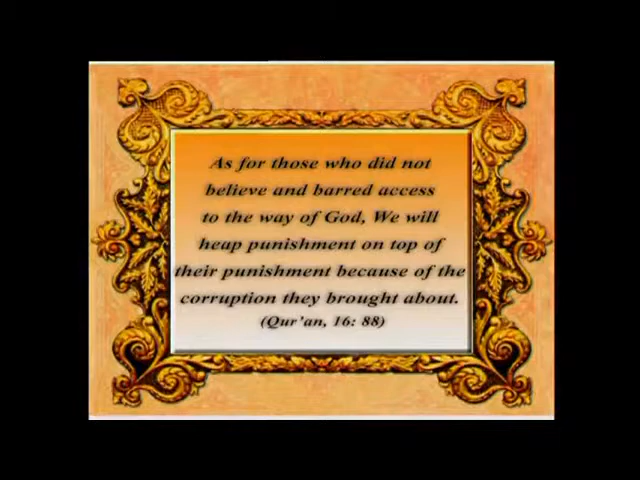 As for those who did not
believe and barred access
to the way of God, We will
heap punishment on top of
their punishment because of the
corruption they brought about.
(Qur'an, 16: 88)